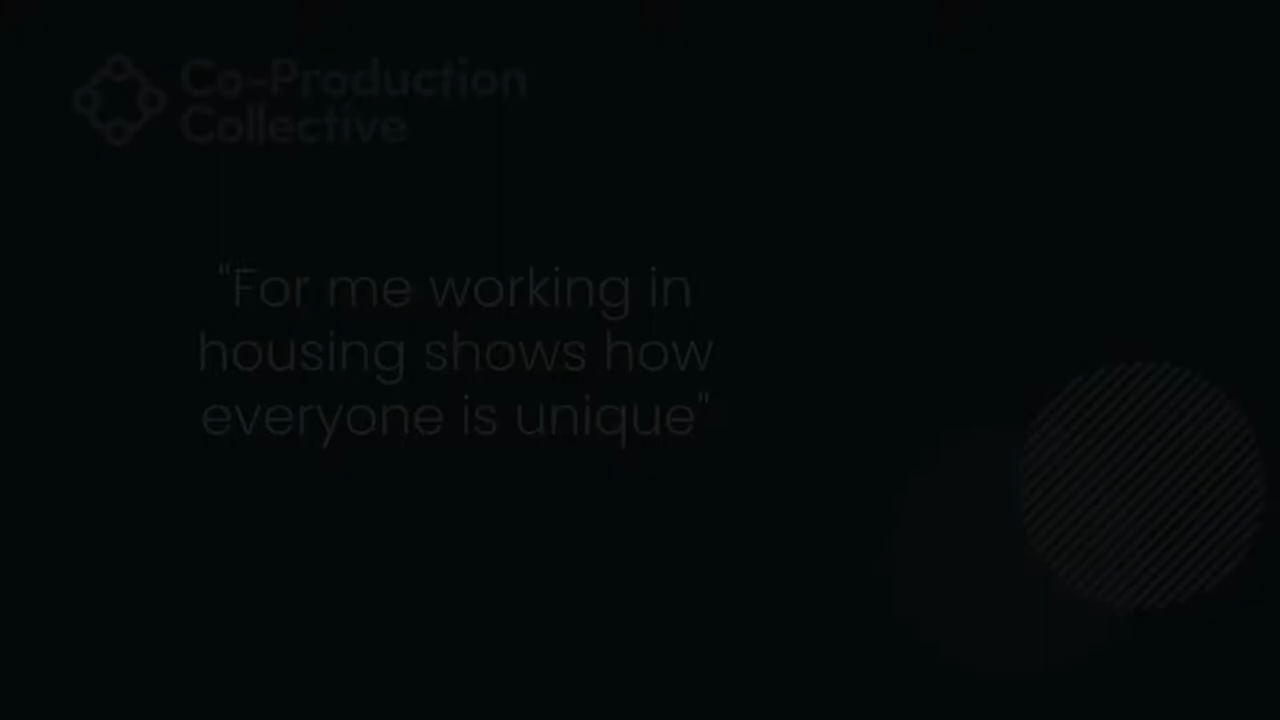 Co-Production
Collective
"For me working in
housing shows how
everyone is unique"